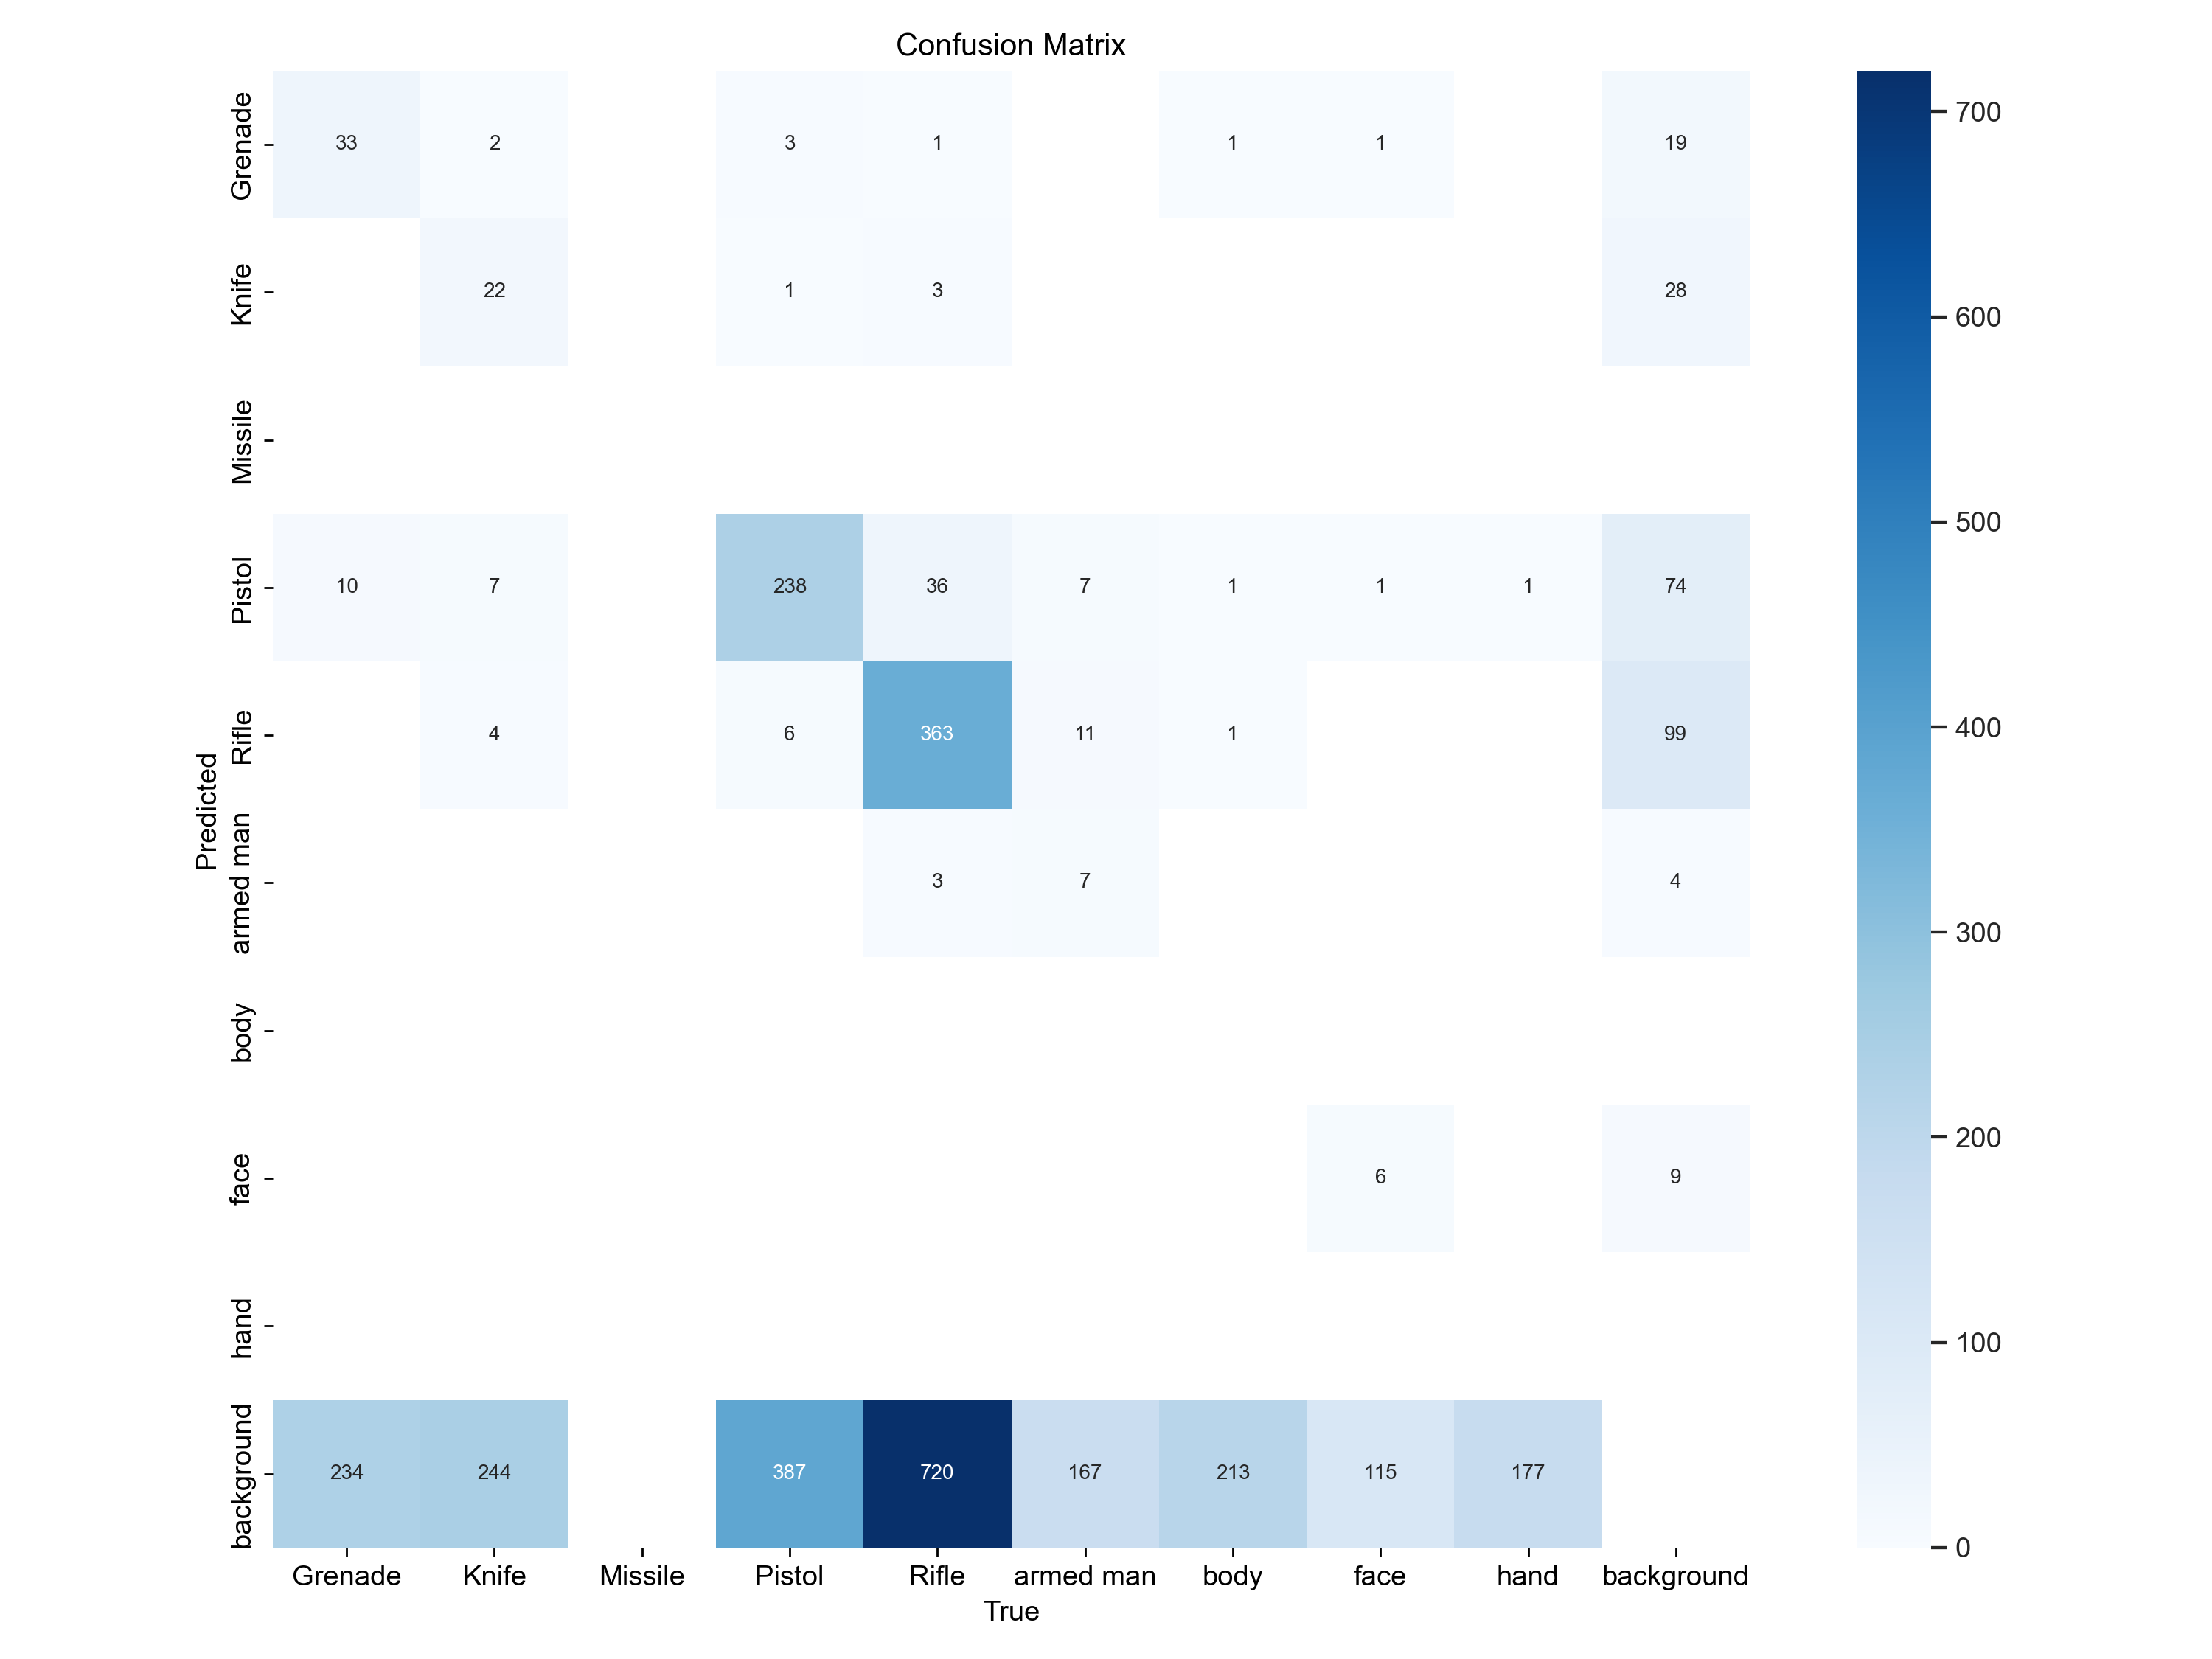 Confusion Matrix
Grenade 33 2 3 1 1 1 19
Knife 22 1 3 28
Missile
Pistol 10 7 238 36 7 1 1 1 74
Rifle 4 6 363 11 1 99
armed man 3 7 4
body
face 6 9
hand
background 234 244 387 720 167 213 115 177
Predicted
Grenade Knife Missile Pistol Rifle armed man body face hand background
True
700
600
500
400
300
200
100
0